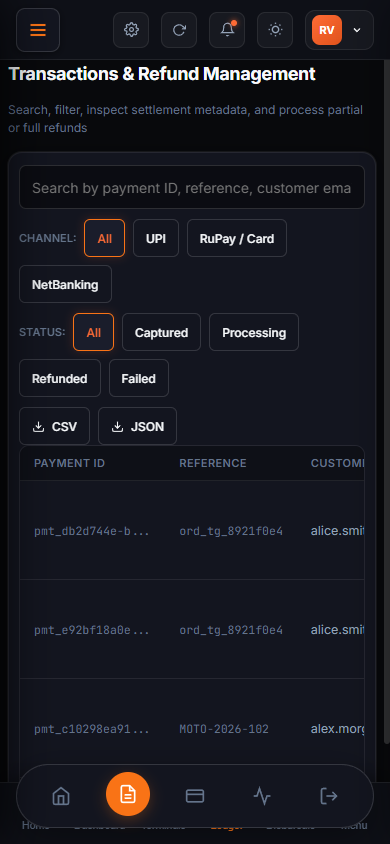 RV
Transactions & Refund Management
Search, filter, inspect settlement metadata, and process partial
or full refunds
Search by payment ID, reference, customer ema
CHANNEL: All UPI RuPay / Card
NetBanking
STATUS: All Captured Processing
Refunded Failed
CSV JSON
PAYMENT ID REFERENCE CUSTOM
pmt_db2d744e-b... ord_tg_8921f0e4 alice.smit
pmt_e92bf18a0e... ord_tg_8921f0e4 alice.smit
pmt_c10298ea91... MOTO-2026-102 alex.morg